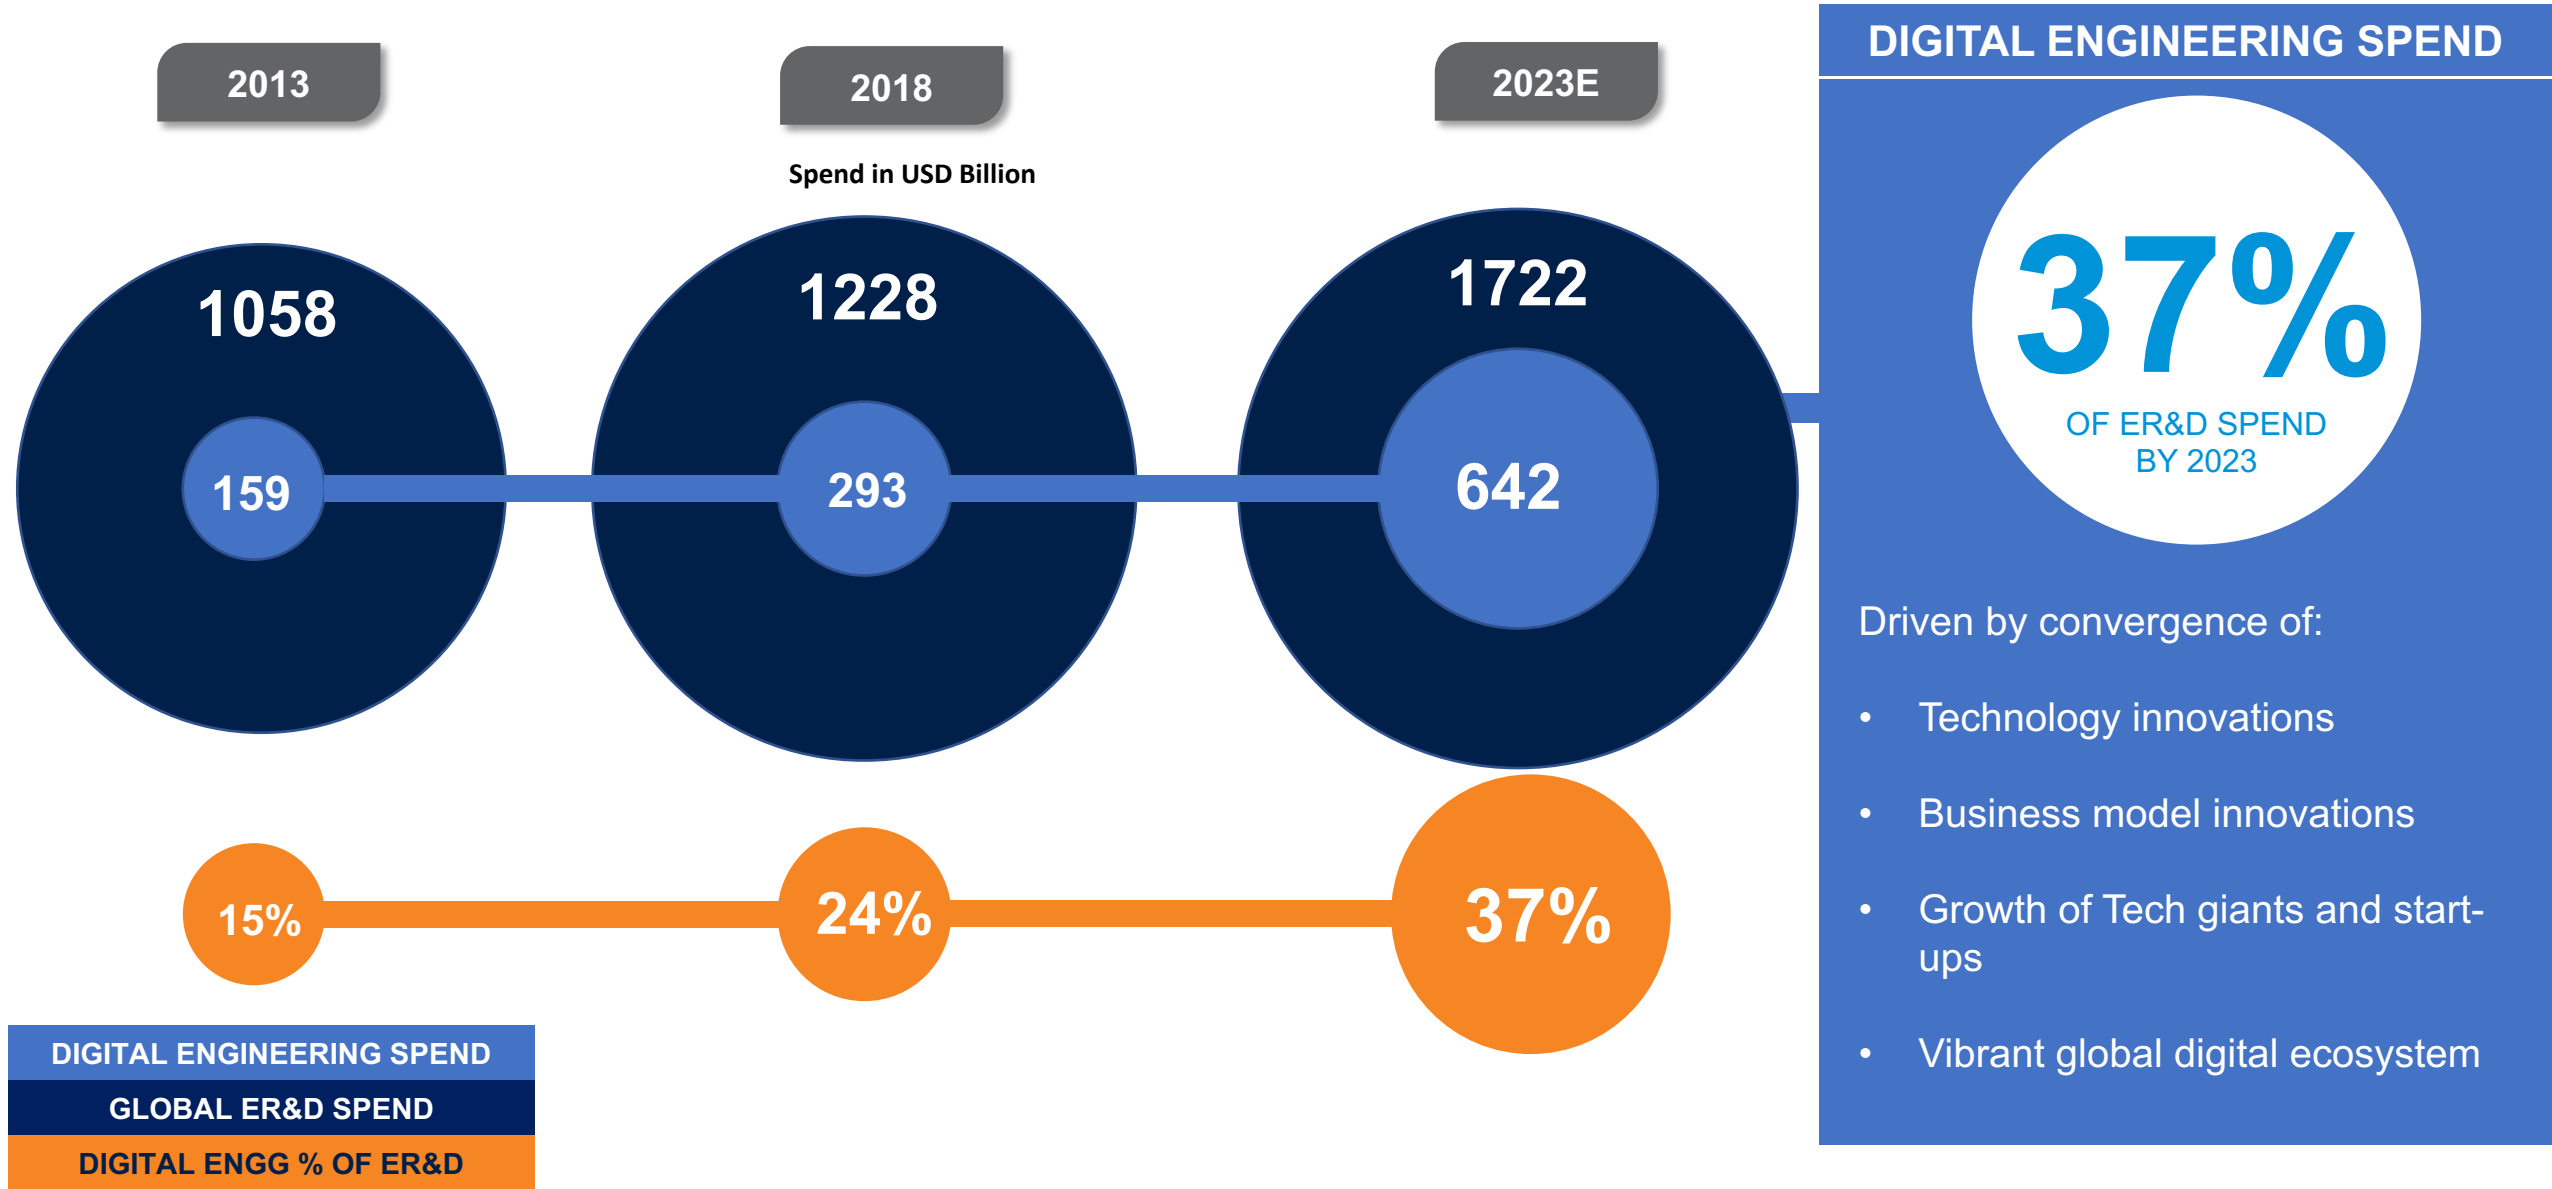 2013
2018
2023E
Spend in USD Billion
1058
1228
1722
159
293
642
15%
24%
37%
DIGITAL ENGINEERING SPEND
GLOBAL ER&D SPEND
DIGITAL ENGG % OF ER&D
DIGITAL ENGINEERING SPEND
37%
OF ER&D SPEND
BY 2023
Driven by convergence of:
• Technology innovations
• Business model innovations
• Growth of Tech giants and start-
ups
• Vibrant global digital ecosystem